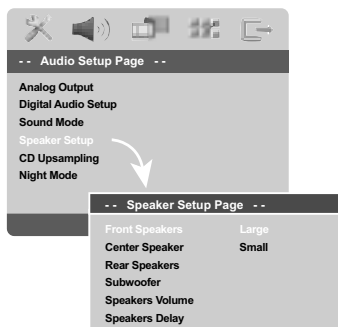 - - Audio Setup Page - -
Analog Output
Digital Audio Setup
Sound Mode
Speaker Setup
CD Upsampling
Night Mode
- - Speaker Setup Page - -
Front Speakers Large
Center Speaker Small
Rear Speakers
Subwoofer
Speakers Volume
Speakers Delay